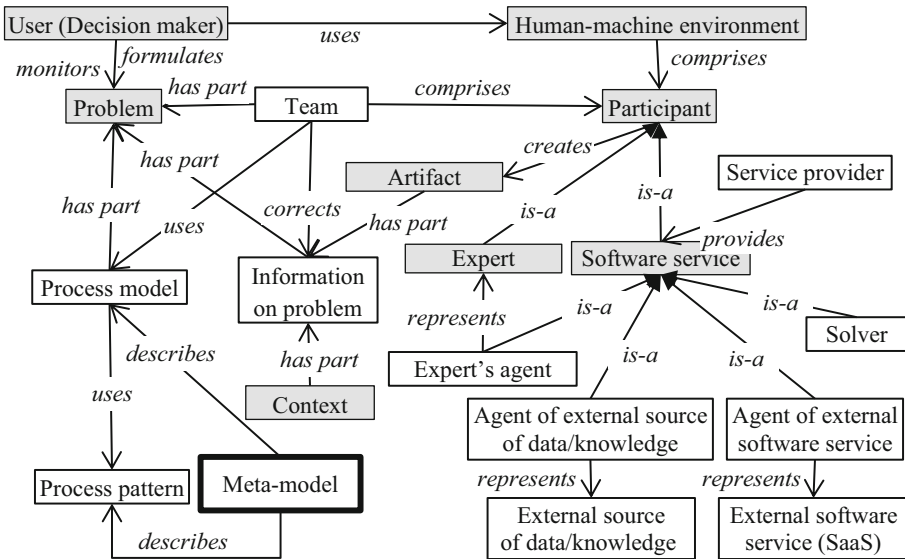 User (Decision maker)
uses
Human-machine environment
formulates
monitors
comprises
has part
Team
comprises
Problem
Participant
has part
creates
Artifact
Service provider
is-a
has part
is-a
has part
uses
corrects
provides
Expert
Software service
Process model
Information
on problem
is-a
is-a
Solver
represents
describes
is-a
has part
is-a
Expert's agent
uses
Context
Agent of external source
of data/knowledge
Agent of external
software service
Process pattern
Meta-model
represents
represents
External source
of data/knowledge
External software
service (SaaS)
describes